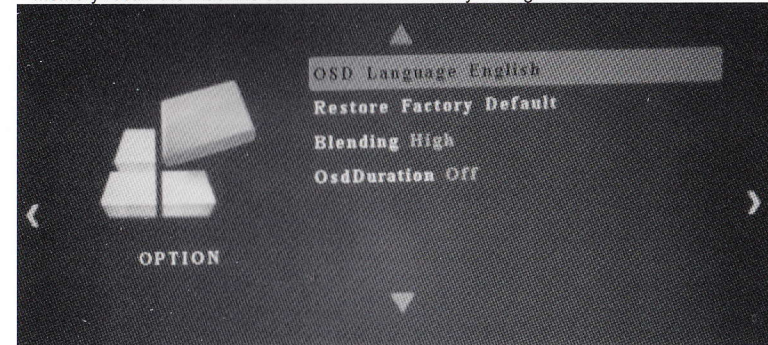 OSD Language English
Restore Factory Default
Blending High
OsdDuration Off
OPTION